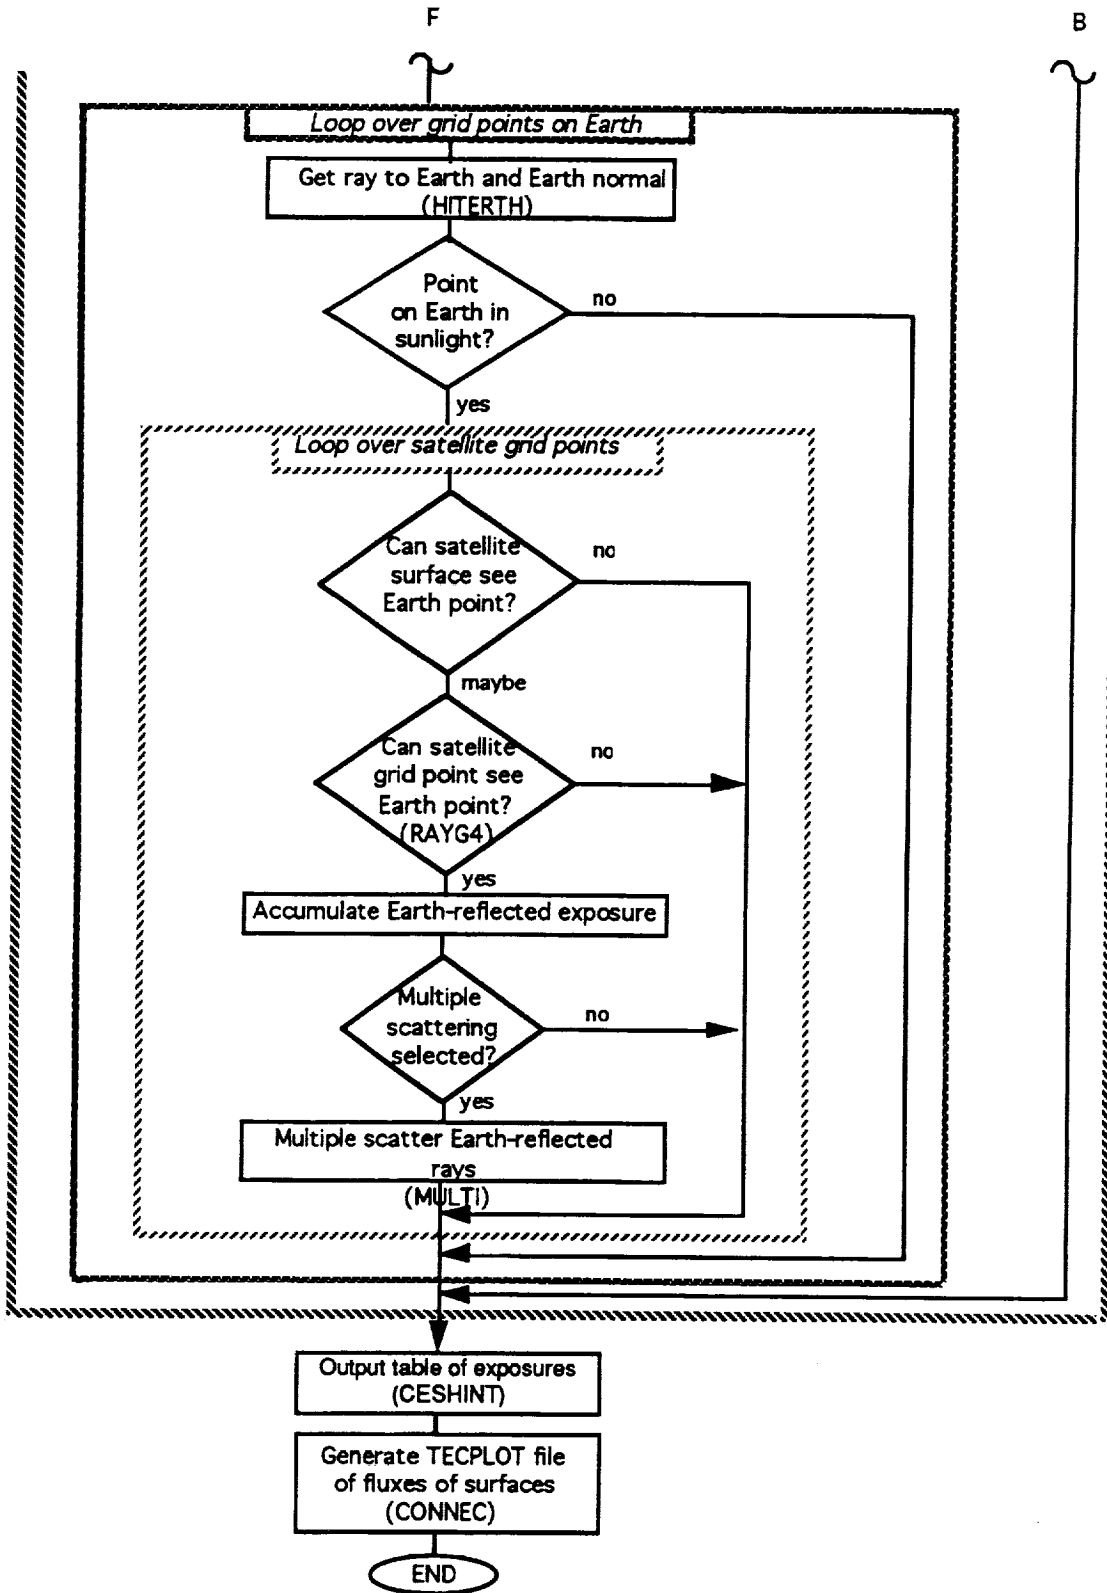 F
B
Loop over grid points on Earth
Get ray to Earth and Earth normal
(HITERTH)
Point
on Earth in
sunlight?
no
yes
Loop over satellite grid points
Can satellite
surface see
Earth point?
no
maybe
Can satellite
grid point see
Earth point?
(RAYG4)
no
yes
Accumulate Earth-reflected exposure
Multiple
scattering
selected?
no
yes
Multiple scatter Earth-reflected
rays
(MULTI)
Output table of exposures
(CESHINT)
Generate TECPLOT file
of fluxes of surfaces
(CONNEC)
END